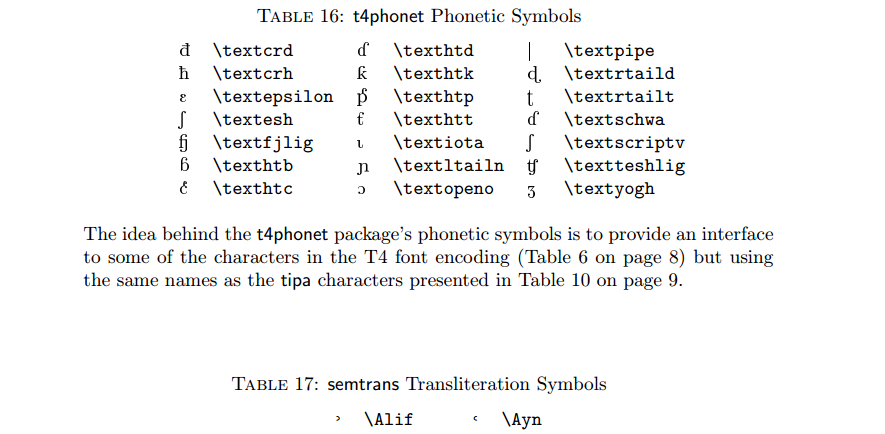 TABLE 16: t4phonet Phonetic Symbols
đ \textcrd ɗ \texthtd | \textpipe
ħ \textcrh ƙ \texthtk ɖ \textrtaild
ε \textepsilon ƥ \texthtp ƫ \textrtailt
ʃ \textesh ƭ \texthtt ɗ \textschwa
ɧ \textfjlig ι \textiota ʃ \textscriptv
ɓ \texthtb ɲ \textltailn ʧ \textteshlig
ƈ \texthtc ɔ \textopeno ʒ \textyogh
The idea behind the t4phonet package’s phonetic symbols is to provide an interface
to some of the characters in the T4 font encoding (Table 6 on page 8) but using
the same names as the tipa characters presented in Table 10 on page 9.
TABLE 17: semtrans Transliteration Symbols
ʾ \Alif ʿ \Ayn